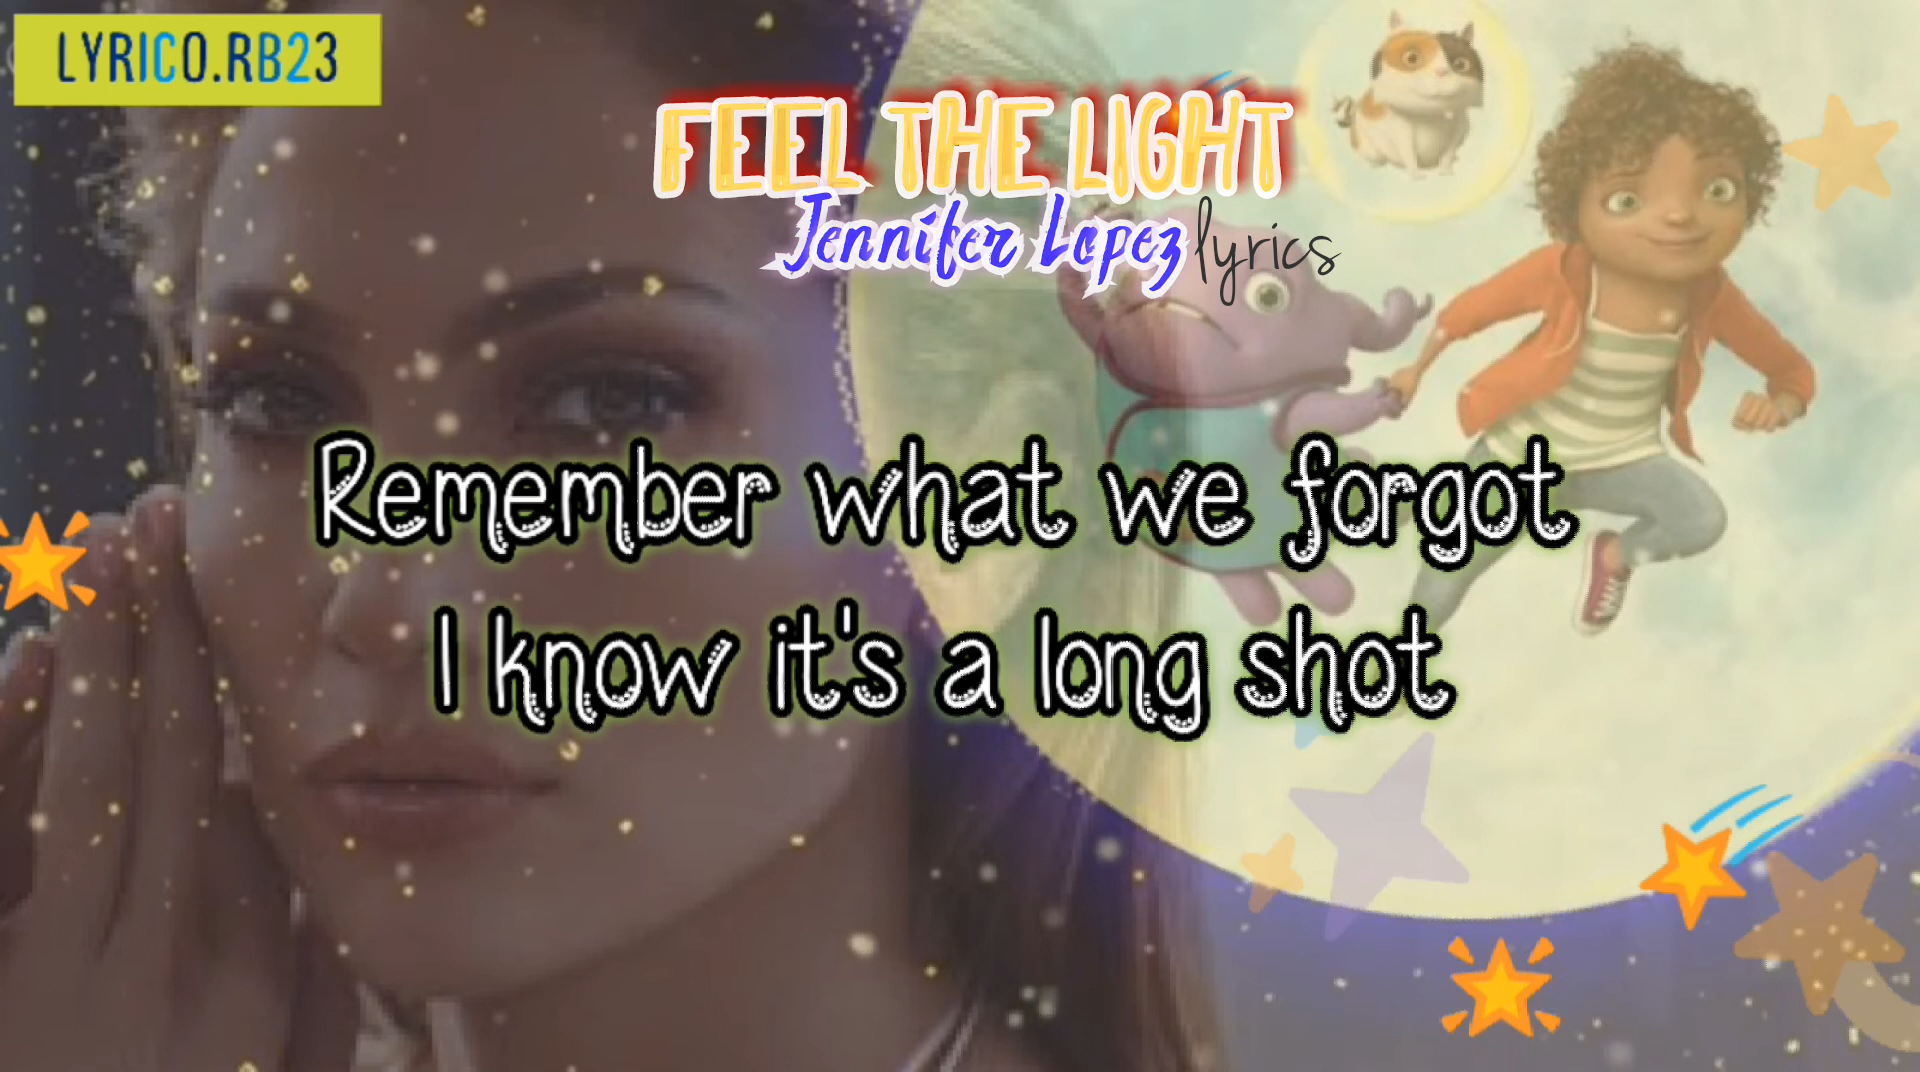 LYRICO.RB23
FEEL THE LIGHT
Jennifer Lopez lyrics
Remember what we forgot
I know it's a long shot